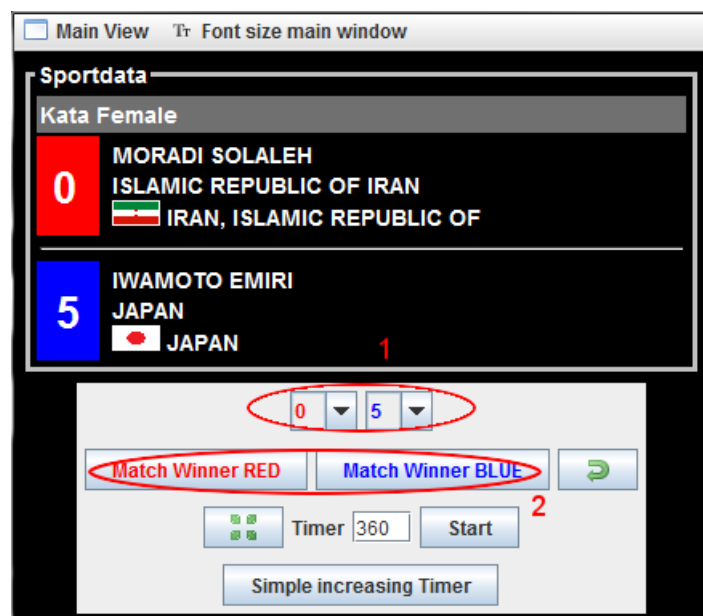 Main View Tт Font size main window
Sportdata
Kata Female
0
MORADI SOLALEH
ISLAMIC REPUBLIC OF IRAN
IRAN, ISLAMIC REPUBLIC OF
5
IWAMOTO EMIRI
JAPAN
JAPAN
1
0 5
Match Winner RED Match Winner BLUE
2
Timer 360 Start
Simple increasing Timer